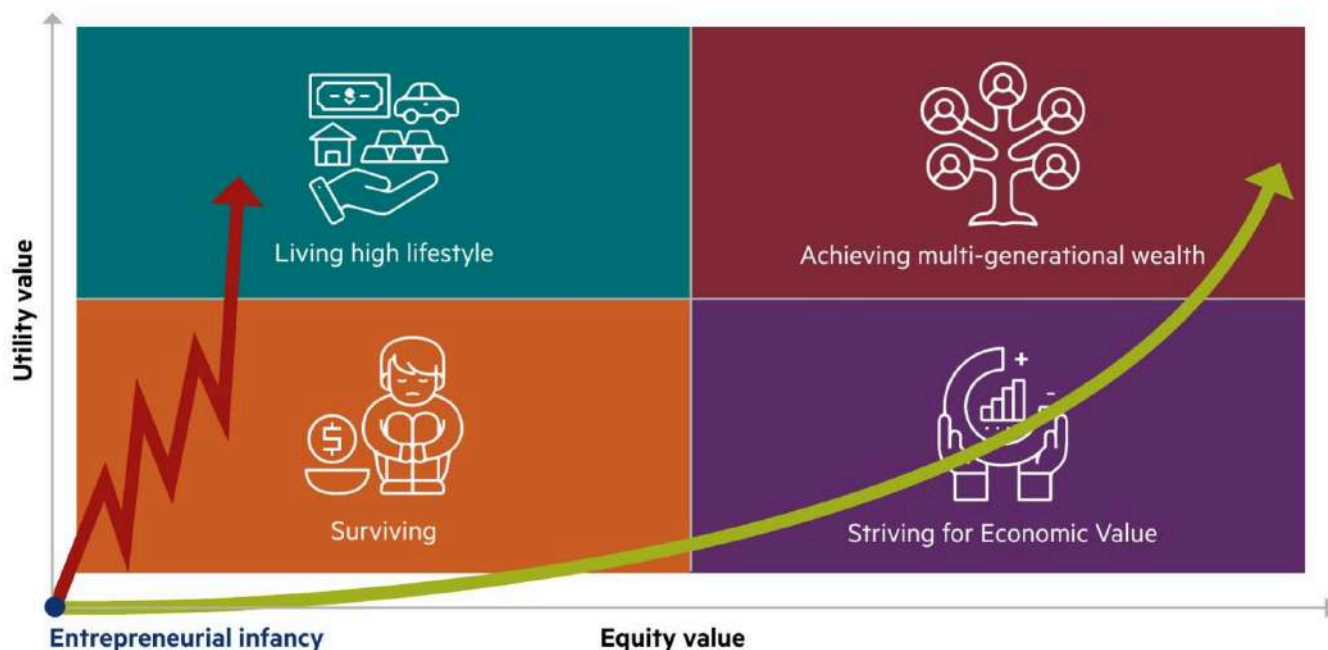 Utility value
Living high lifestyle
Achieving multi-generational wealth
$
Surviving
+
-
Striving for Economic Value
Entrepreneurial infancy
Equity value